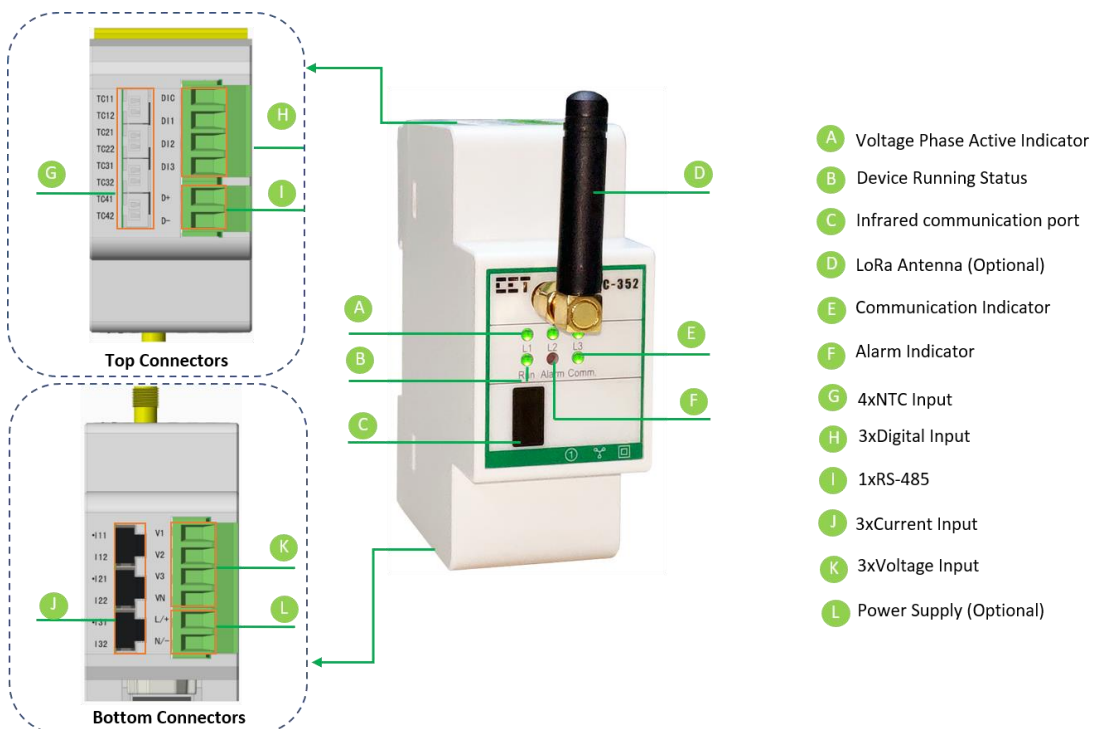 TC11
TC12
TC21
TC22
TC31
TC32
TC41
TC42
DIC
DI1
DI2
DI3
D+
D-
G
H
I
Top Connectors
•I11
I12
•I21
I22
•I31
I32
V1
V2
V3
VN
L/+
N/-
J
K
L
Bottom Connectors
CET
C-352
L1 L2 L3
Run Alarm Comm.
1
A
B
C
D
E
F
A Voltage Phase Active Indicator
B Device Running Status
C Infrared communication port
D LoRa Antenna (Optional)
E Communication Indicator
F Alarm Indicator
G 4xNTC Input
H 3xDigital Input
I 1xRS-485
J 3xCurrent Input
K 3xVoltage Input
L Power Supply (Optional)